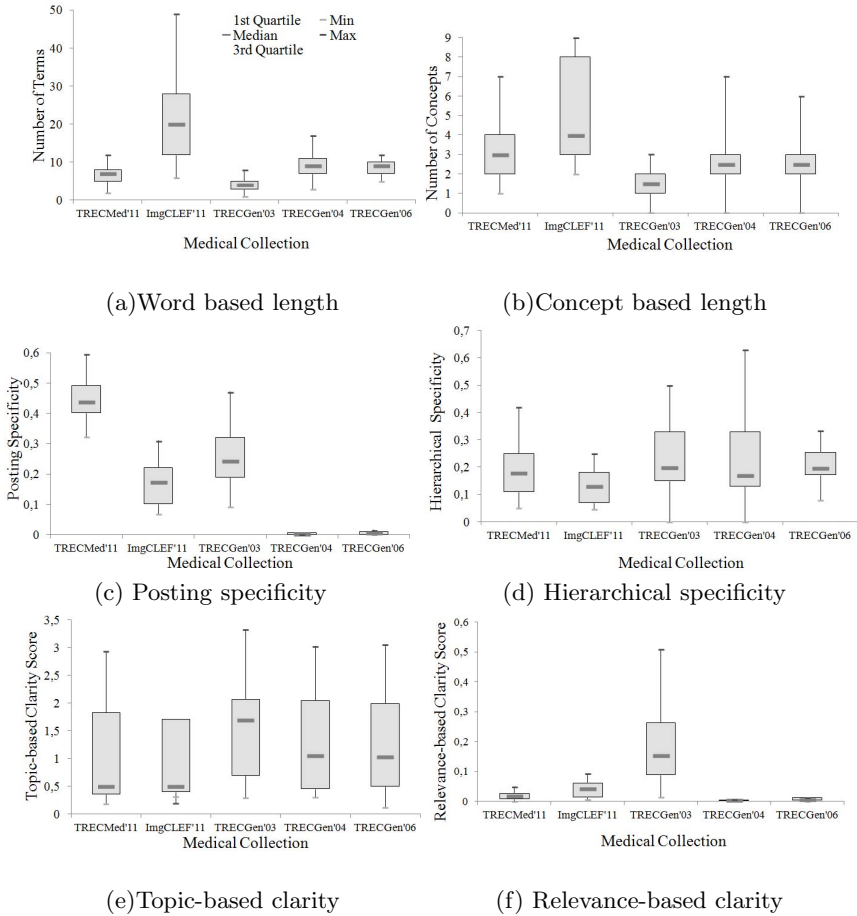 50
40
30
20
10
0
Number of Terms
1st Quartile
Min
Median
Max
3rd Quartile
TRECMed'11 ImgCLEF'11 TRECGen'03 TRECGen'04 TRECGen'06
Medical Collection
(a)Word based length
9
8
7
6
5
4
3
2
1
0
Number of Concepts
TRECMed'11 ImgCLEF'11 TRECGen'03 TRECGen'04 TRECGen'06
Medical Collection
(b)Concept based length
0,6
0,5
0,4
0,3
0,2
0,1
0
Posting Specificity
TRECMed'11 ImgCLEF'11 TRECGen'03 TRECGen'04 TRECGen'06
Medical Collection
(c) Posting specificity
0,7
0,6
0,5
0,4
0,3
0,2
0,1
0
Hierarchical Specificity
TRECMed'11 ImgCLEF'11 TRECGen'03 TRECGen'04 TRECGen'06
Medical Collection
(d) Hierarchical specificity
3,5
3
2,5
2
1,5
1
0,5
0
Topic-based Clarity Score
TRECMed'11 ImgCLEF'11 TRECGen'03 TRECGen'04 TRECGen'06
Medical Collection
(e)Topic-based clarity
0,6
0,5
0,4
0,3
0,2
0,1
0
Relevance-based Clarity Score
TRECMed'11 ImgCLEF'11 TRECGen'03 TRECGen'04 TRECGen'06
Medical Collection
(f) Relevance-based clarity